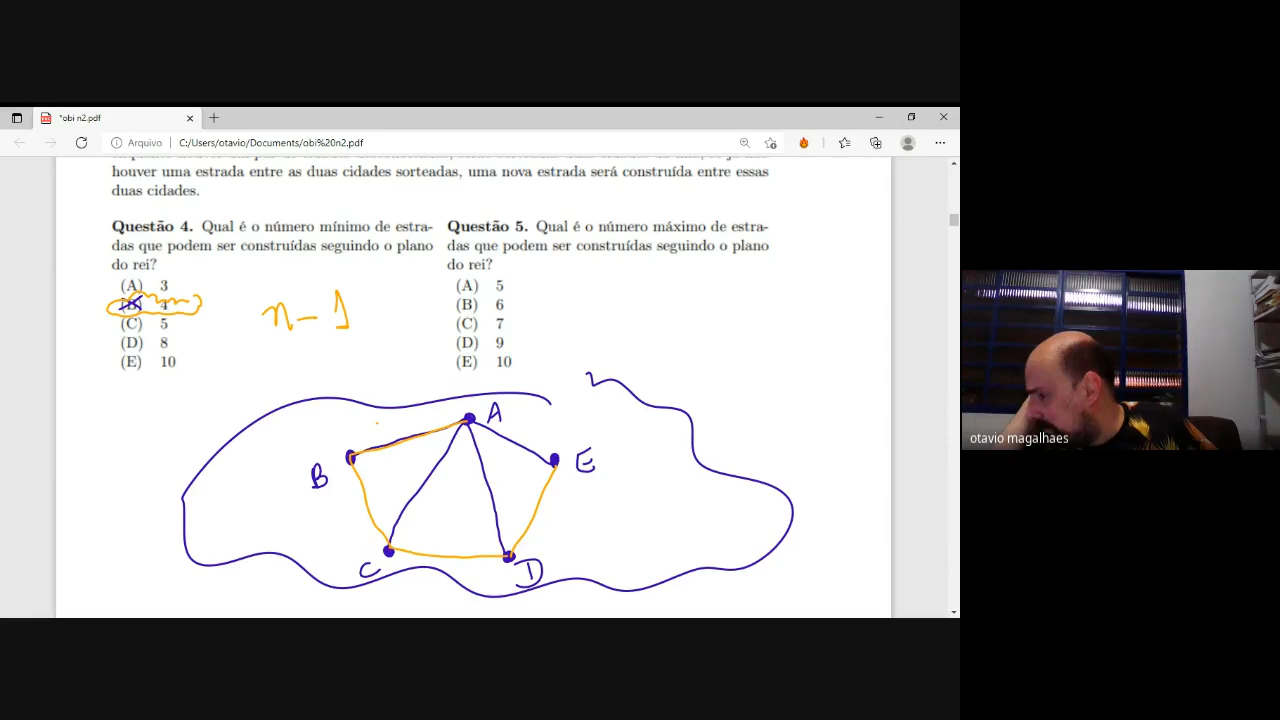 *obi n2.pdf
Arquivo C:/Users/otavio/Documents/obi%20n2.pdf
houver uma estrada entre as duas cidades sorteadas, uma nova estrada será construída entre essas
duas cidades.
Questão 4. Qual é o número mínimo de estra-
das que podem ser construídas seguindo o plano
do rei?
(A) 3
(B) 4
(C) 5
(D) 8
(E) 10
n - 1
Questão 5. Qual é o número máximo de estra-
das que podem ser construídas seguindo o plano
do rei?
(A) 5
(B) 6
(C) 7
(D) 9
(E) 10
A
B
E
C
D
otavio magalhaes